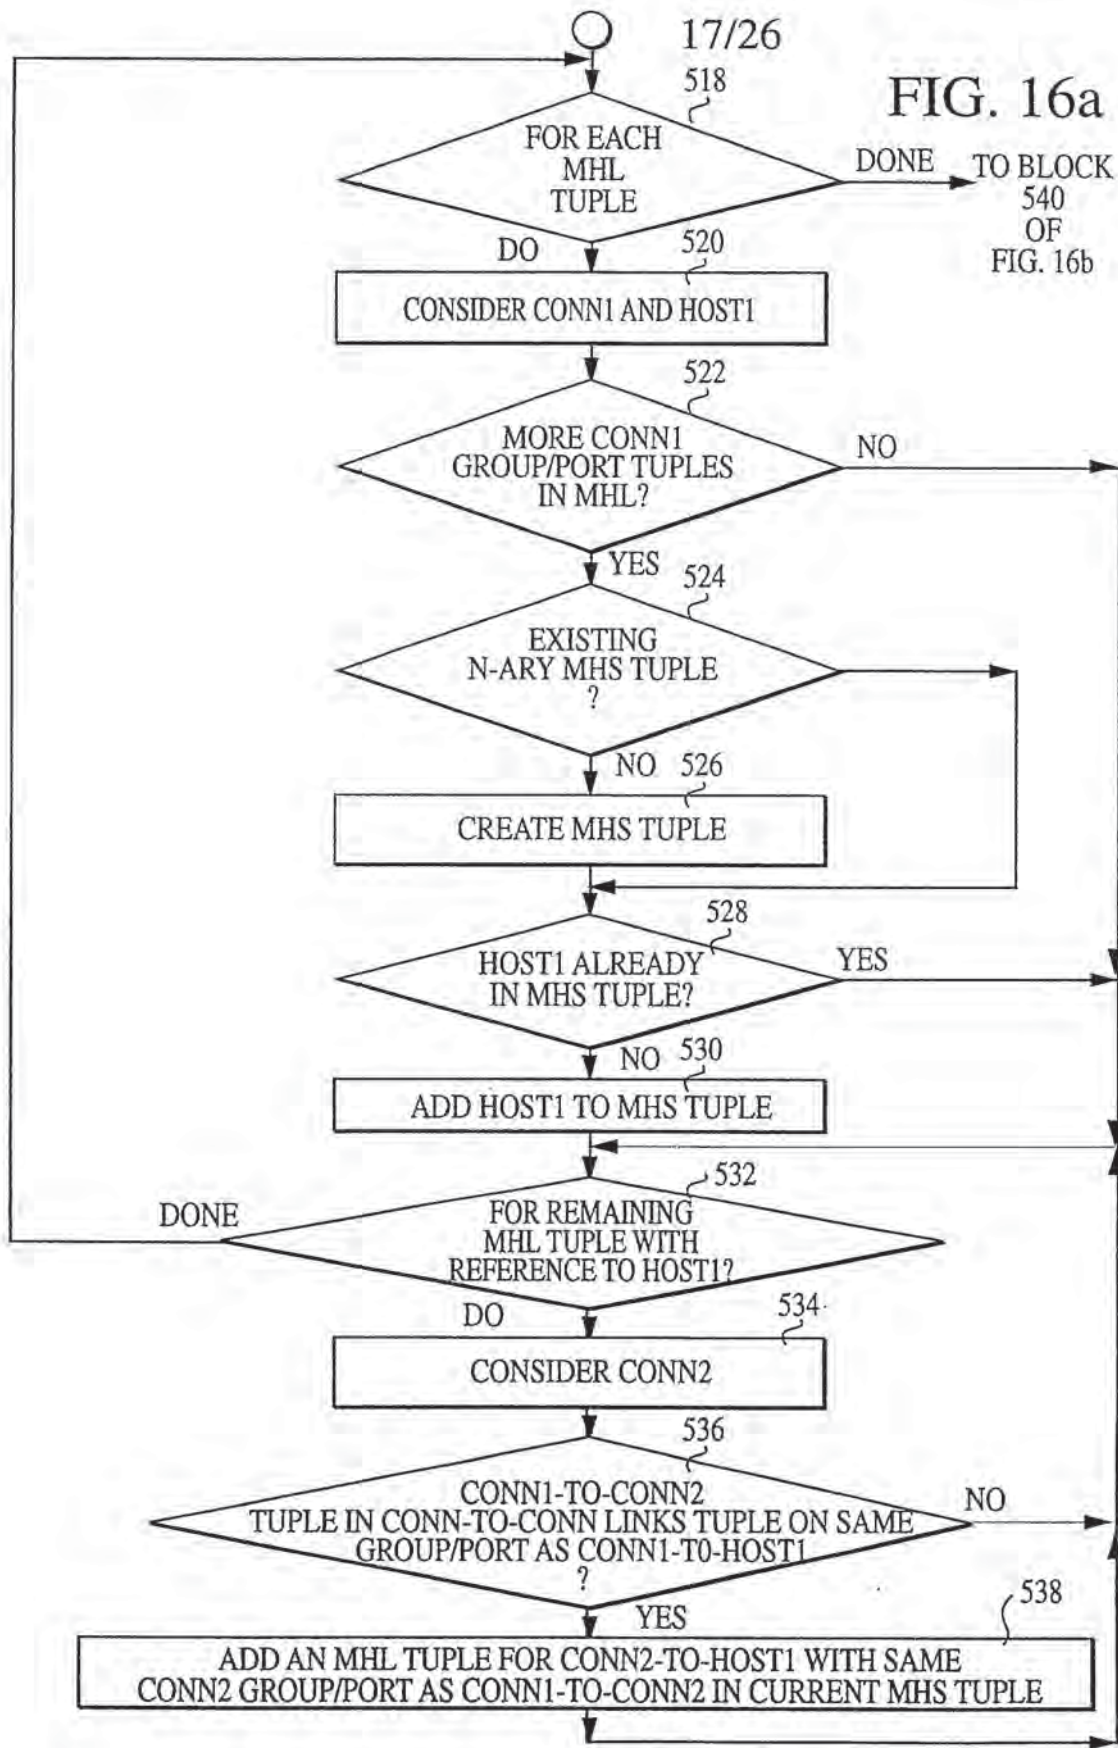 17/26
FIG. 16a
518
FOR EACH
MHL
TUPLE
DONE
TO BLOCK
540
OF
FIG. 16b
DO
520
CONSIDER CONN1 AND HOST1
522
MORE CONN1
GROUP/PORT TUPLES
IN MHL?
NO
YES
524
EXISTING
N-ARY MHS TUPLE
?
NO
526
CREATE MHS TUPLE
528
HOST1 ALREADY
IN MHS TUPLE?
YES
NO
530
ADD HOST1 TO MHS TUPLE
532
DONE
FOR REMAINING
MHL TUPLE WITH
REFERENCE TO HOST1?
DO
534
CONSIDER CONN2
536
CONN1-TO-CONN2
TUPLE IN CONN-TO-CONN LINKS TUPLE ON SAME
GROUP/PORT AS CONN1-T0-HOST1
?
NO
YES
538
ADD AN MHL TUPLE FOR CONN2-TO-HOST1 WITH SAME
CONN2 GROUP/PORT AS CONN1-TO-CONN2 IN CURRENT MHS TUPLE